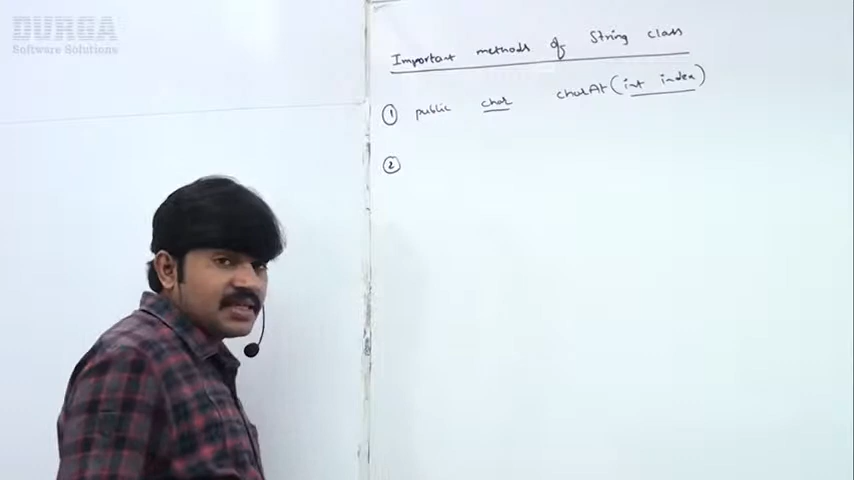 DURGA
Software Solutions
Important methods of String class
① public char charAt(int index)
②